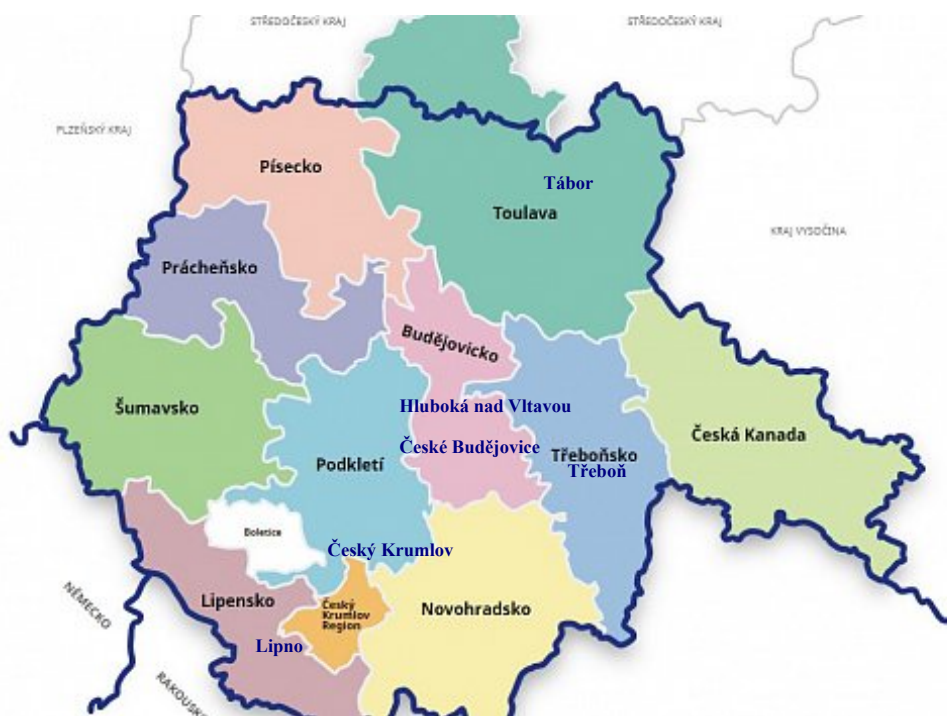 STŘEDOČESKÝ KRAJ
STŘEDOČESKÝ KRAJ
PLZEŇSKÝ KRAJ
Písecko
Tábor
Toulava
KRAJ VYSOČINA
Prácheňsko
Budějovicko
Šumavsko
Hluboká nad Vltavou
Česká Kanada
České Budějovice
Třeboňsko
Podkletí
Třeboň
Boletice
Český Krumlov
NĚMECKO
Lipensko
Český
Krumlov
Region
Novohradsko
Lipno
RAKOUSKO